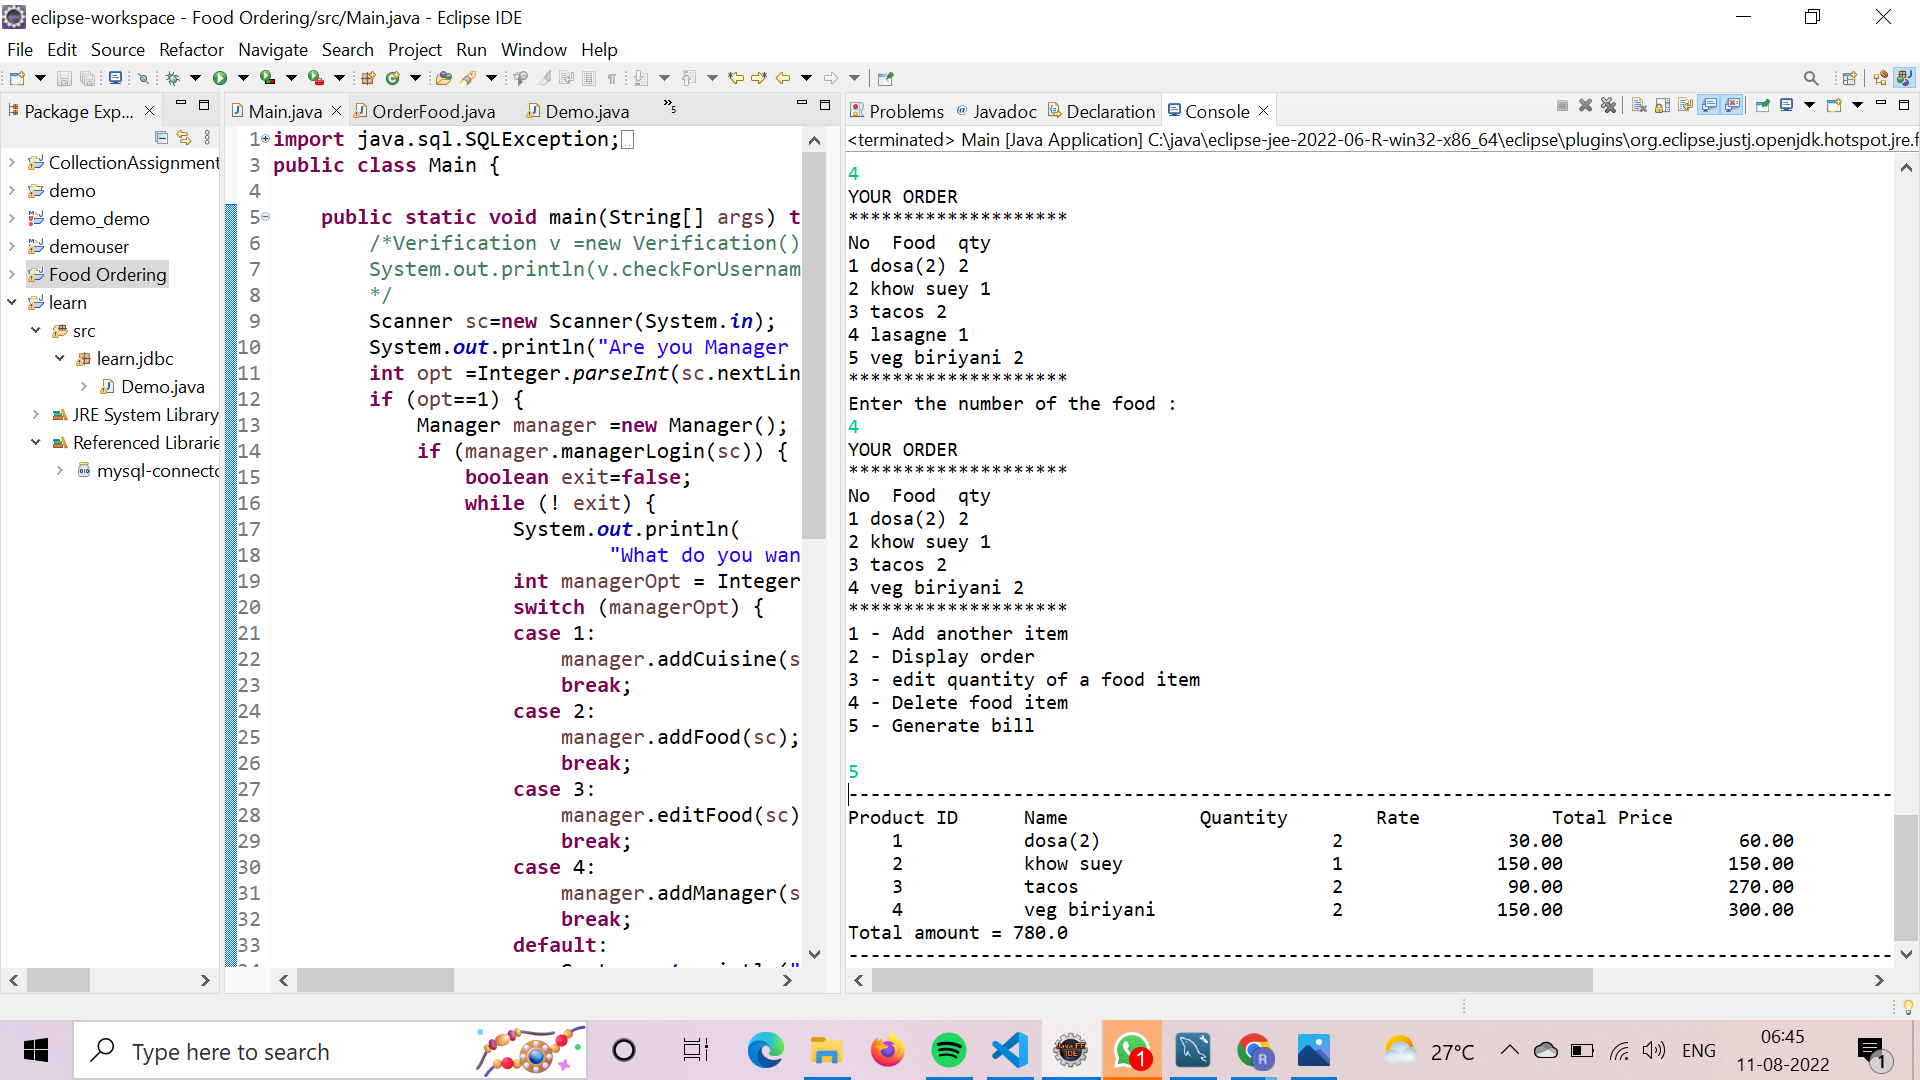 eclipse-workspace - Food Ordering/src/Main.java - Eclipse IDE
File Edit Source Refactor Navigate Search Project Run Window Help
Package Exp...
CollectionAssignment
demo
demo_demo
demouser
Food Ordering
learn
src
learn.jdbc
Demo.java
JRE System Library
Referenced Librarie
mysql-connecto
Main.java OrderFood.java Demo.java »5
1 import java.sql.SQLException;
3 public class Main {
4
5 public static void main(String[] args) t
6 /*Verification v =new Verification()
7 System.out.println(v.checkForUsernam
8 */
9 Scanner sc=new Scanner(System.in);
10 System.out.println("Are you Manager
11 int opt =Integer.parseInt(sc.nextLin
12 if (opt==1) {
13 Manager manager =new Manager();
14 if (manager.managerLogin(sc)) {
15 boolean exit=false;
16 while (! exit) {
17 System.out.println(
18 "What do you wan
19 int managerOpt = Integer
20 switch (managerOpt) {
21 case 1:
22 manager.addCuisine(s
23 break;
24 case 2:
25 manager.addFood(sc);
26 break;
27 case 3:
28 manager.editFood(sc)
29 break;
30 case 4:
31 manager.addManager(s
32 break;
33 default:
Problems Javadoc Declaration Console
<terminated> Main [Java Application] C:\java\eclipse-jee-2022-06-R-win32-x86_64\eclipse\plugins\org.eclipse.justj.openjdk.hotspot.jre.f
4
YOUR ORDER
********************
No Food qty
1 dosa(2) 2
2 khow suey 1
3 tacos 2
4 lasagne 1
5 veg biriyani 2
********************
Enter the number of the food :
4
YOUR ORDER
********************
No Food qty
1 dosa(2) 2
2 khow suey 1
3 tacos 2
4 veg biriyani 2
********************
1 - Add another item
2 - Display order
3 - edit quantity of a food item
4 - Delete food item
5 - Generate bill
5
-----------------------------------------------------------------------------------------------
Product ID Name Quantity Rate Total Price
1 dosa(2) 2 30.00 60.00
2 khow suey 1 150.00 150.00
3 tacos 2 90.00 270.00
4 veg biriyani 2 150.00 300.00
Total amount = 780.0
-----------------------------------------------------------------------------------------------
Type here to search
1
R
27°C
ENG
06:45
11-08-2022
1